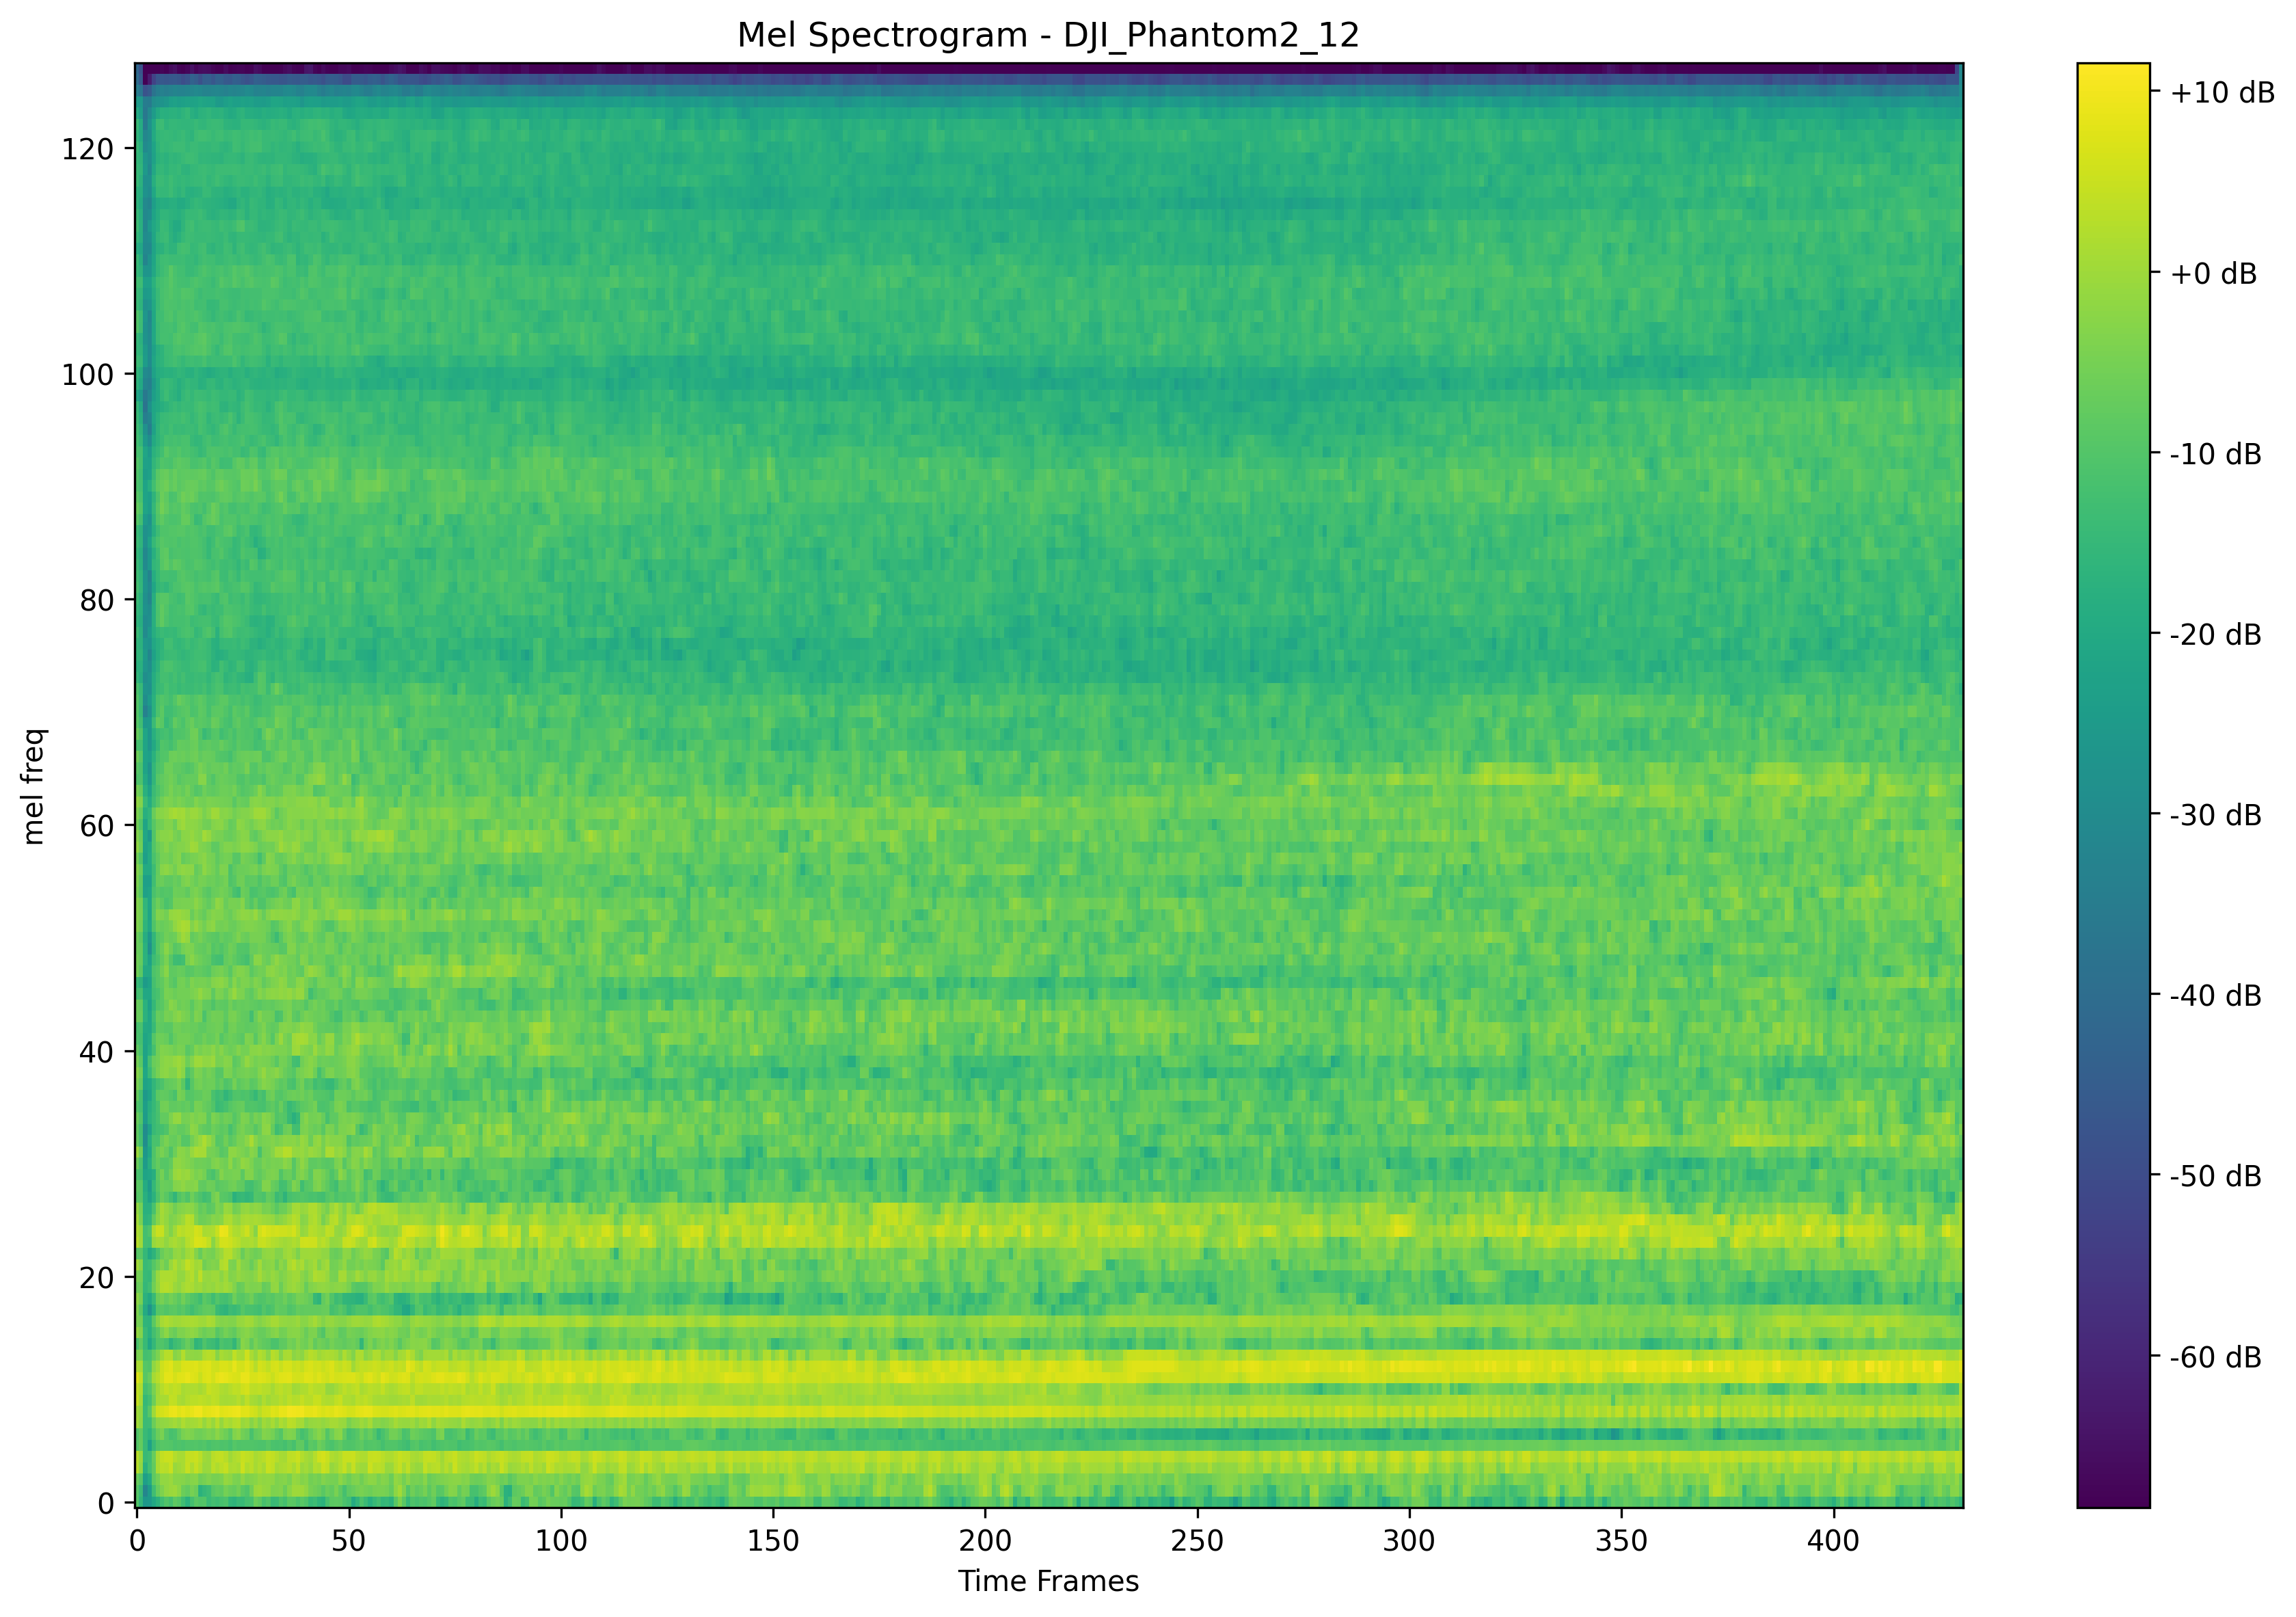 Mel Spectrogram - DJI_Phantom2_12
mel freq
120
100
80
60
40
20
0
0 50 100 150 200 250 300 350 400
Time Frames
+10 dB
+0 dB
-10 dB
-20 dB
-30 dB
-40 dB
-50 dB
-60 dB